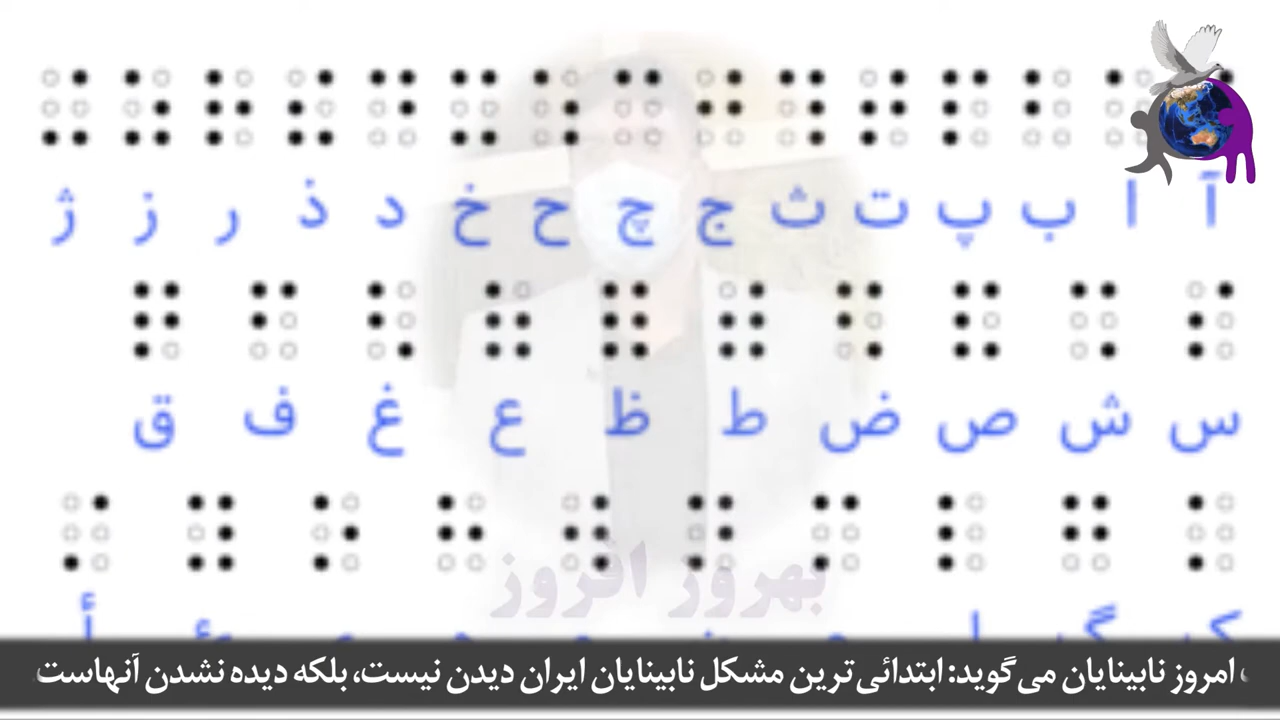 آ ا ب پ ت ث ج چ ح خ د ذ ر ز ژ
س ش ص ض ط ظ ع غ ف ق
ک گ ل م ن و ه ی ئ أ
بهروز افروز
امروز نابینایان می‌گوید: ابتدائی‌ترین مشکل نابینایان ایران دیدن نیست، بلکه دیده نشدن آنهاست